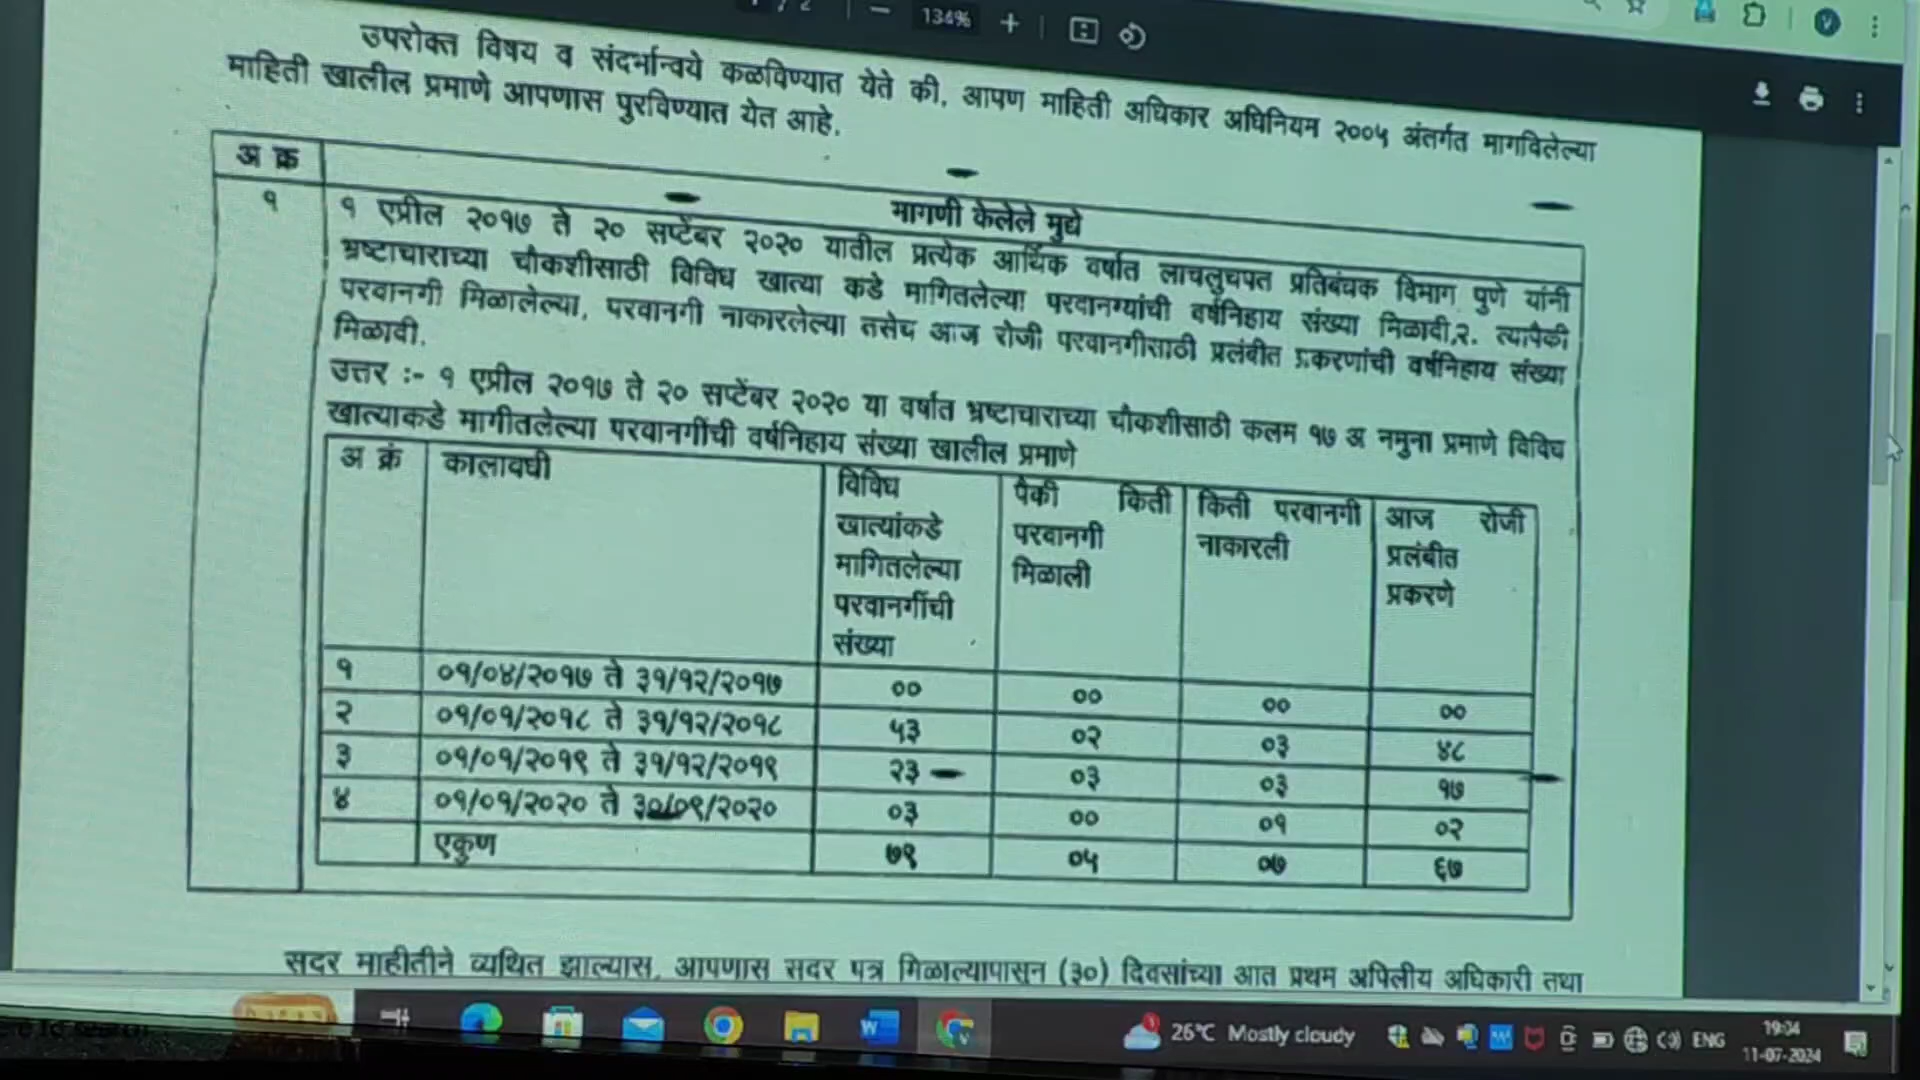 134%
उपरोक्त विषय व संदर्भान्वये कळविण्यात येते की, आपण माहिती अधिकार अधिनियम २००५ अंतर्गत मागविलेल्या
माहिती खालील प्रमाणे आपणास पुरविण्यात येत आहे.
अ क्र
मागणी केलेले मुद्ये
१
१ एप्रील २०१७ ते २० सप्टेंबर २०२० यातील प्रत्येक आर्थिक वर्षात लाचलुचपत प्रतिबंधक विभाग पुणे यांनी
भ्रष्टाचाराच्या चौकशीसाठी विविध खात्या कडे मागितलेल्या परवानग्यांची वर्षनिहाय संख्या मिळावी,२. त्यापैकी
परवानगी मिळालेल्या, परवानगी नाकारलेल्या तसेच आज रोजी परवानगीसाठी प्रलंबीत प्रकरणांची वर्षनिहाय संख्या
मिळावी.
उत्तर :- १ एप्रील २०१७ ते २० सप्टेंबर २०२० या वर्षात भ्रष्टाचाराच्या चौकशीसाठी कलम १७ अ नमुना प्रमाणे विविध
खात्याकडे मागीतलेल्या परवानगींची वर्षनिहाय संख्या खालील प्रमाणे
अ क्रं कालावधी विविध खात्यांकडे मागितलेल्या परवानगींची संख्या पैकी किती परवानगी मिळाली किती परवानगी नाकारली आज रोजी प्रलंबीत प्रकरणे
१ ०१/०४/२०१७ ते ३१/१२/२०१७ ०० ०० ०० ००
२ ०१/०१/२०१८ ते ३१/१२/२०१८ ५३ ०२ ०३ ४८
३ ०१/०१/२०१९ ते ३१/१२/२०१९ २३ ०३ ०३ १७
४ ०१/०१/२०२० ते ३०/०९/२०२० ०३ ०० ०१ ०२
एकुण ७९ ०५ ०७ ६७
सदर माहीतीने व्यथित झाल्यास, आपणास सदर पत्र मिळाल्यापासून (३०) दिवसांच्या आत प्रथम अपिलीय अधिकारी तथा
26°C Mostly cloudy
ENG
19:04
11-07-2024